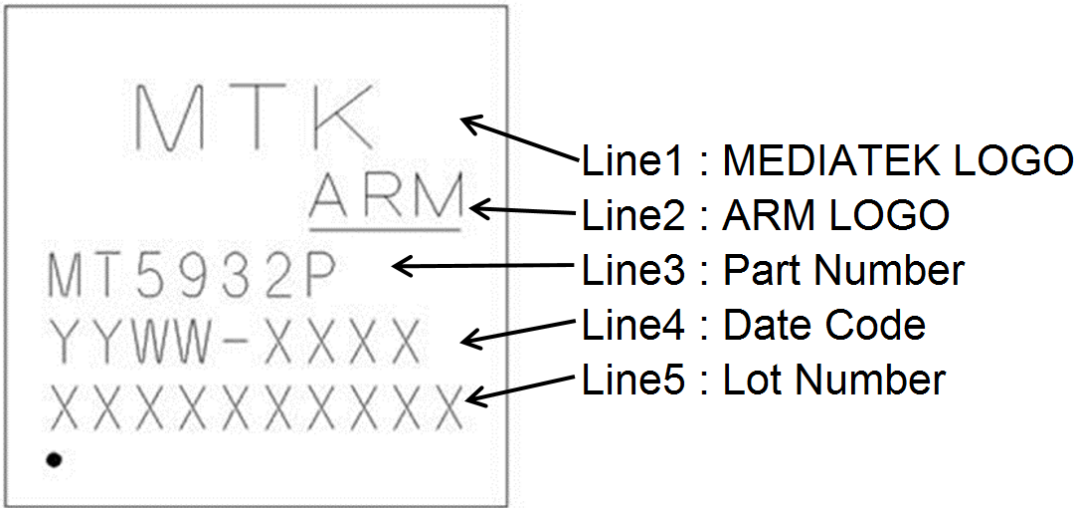 MTK
Line1 : MEDIATEK LOGO
ARM
Line2 : ARM LOGO
MT5932P
Line3 : Part Number
YYWW-XXXX
Line4 : Date Code
XXXXXXXXXX
Line5 : Lot Number